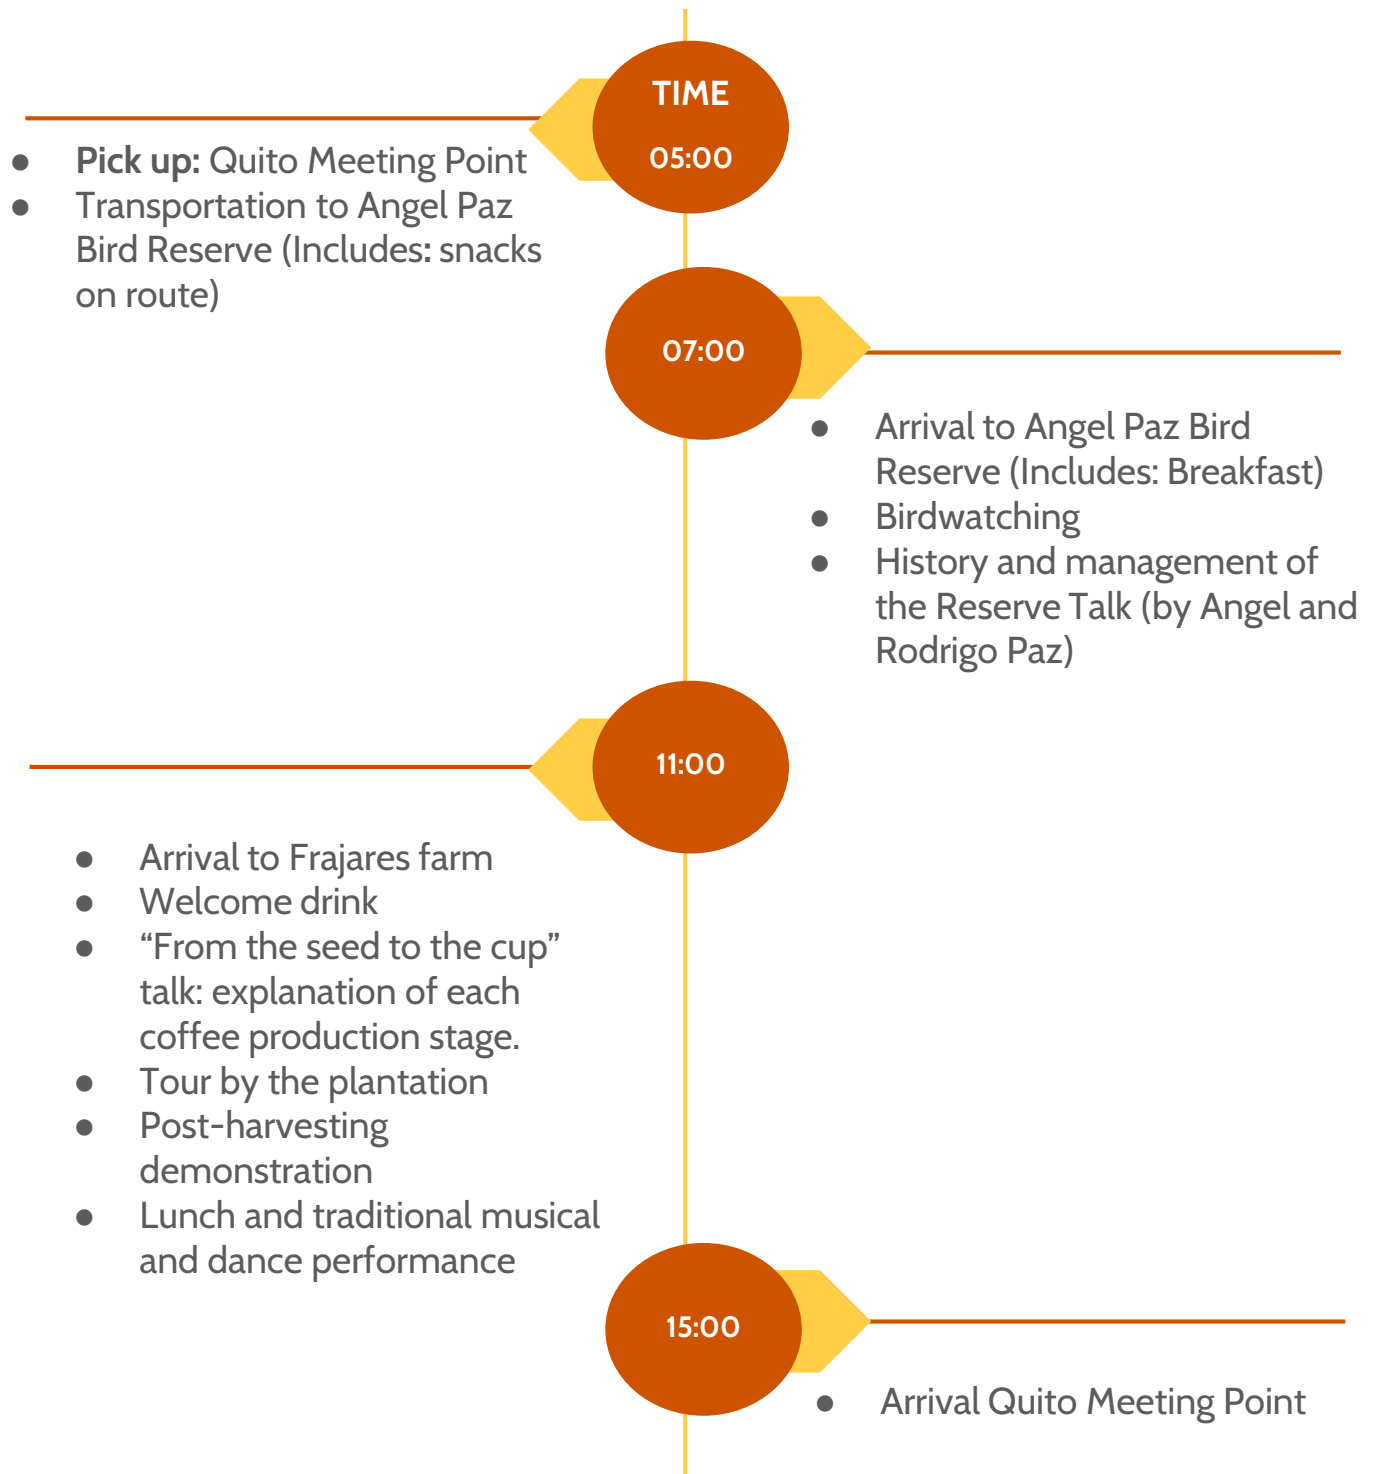 TIME
05:00
● Pick up: Quito Meeting Point
● Transportation to Angel Paz
Bird Reserve (Includes: snacks
on route)
07:00
● Arrival to Angel Paz Bird
Reserve (Includes: Breakfast)
● Birdwatching
● History and management of
the Reserve Talk (by Angel and
Rodrigo Paz)
11:00
● Arrival to Frajares farm
● Welcome drink
● “From the seed to the cup”
talk: explanation of each
coffee production stage.
● Tour by the plantation
● Post-harvesting
demonstration
● Lunch and traditional musical
and dance performance
15:00
● Arrival Quito Meeting Point